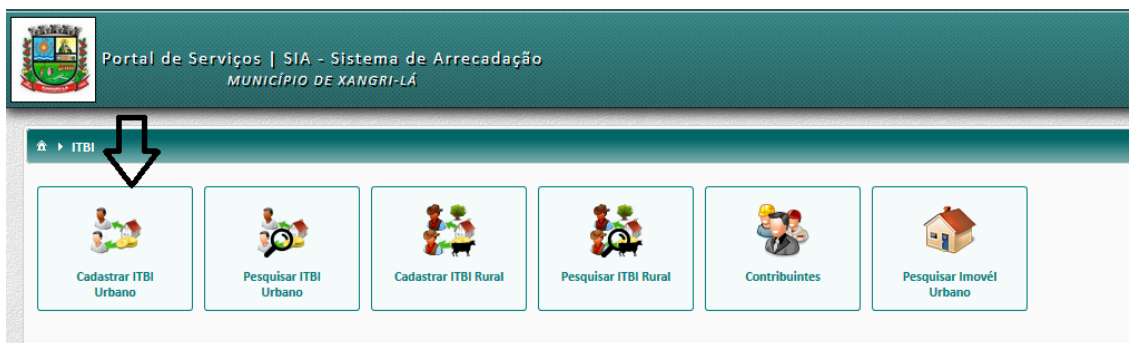 Portal de Serviços | SIA - Sistema de Arrecadação
MUNICÍPIO DE XANGRI-LÁ
ITBI
Cadastrar ITBI
Urbano
Pesquisar ITBI
Urbano
Cadastrar ITBI Rural
Pesquisar ITBI Rural
Contribuintes
Pesquisar Imovél
Urbano